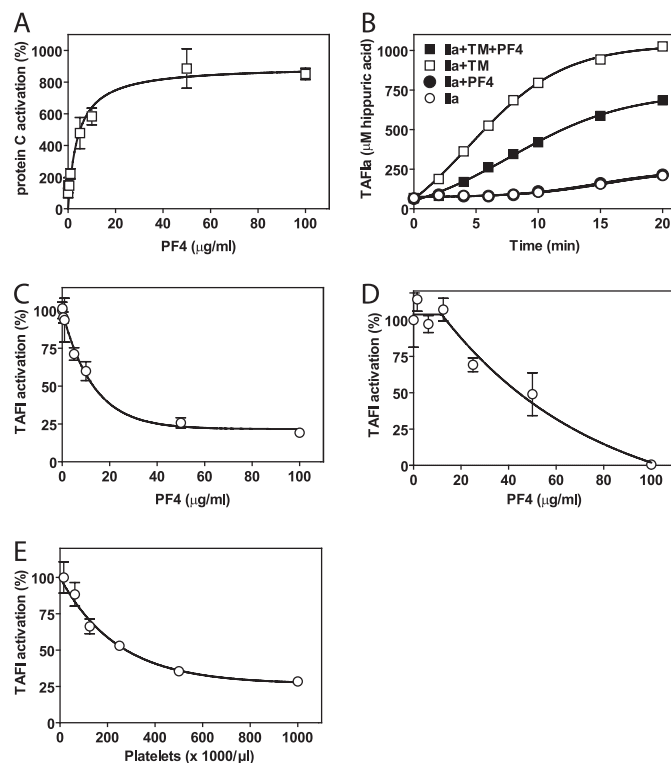 A
1000
800
600
400
200
0
protein C activation (%)
0 20 40 60 80 100
PF4 (μg/ml)
B
IIa+TM+PF4
IIa+TM
IIa+PF4
IIa
1000
750
500
250
0
TAFIa (μM hippuric acid)
0 5 10 15 20
Time (min)
C
100
75
50
25
0
TAFI activation (%)
0 20 40 60 80 100
PF4 (μg/ml)
D
100
75
50
25
0
TAFI activation (%)
0 20 40 60 80 100
PF4 (μg/ml)
E
100
75
50
25
0
TAFI activation (%)
0 200 400 600 800 1000
Platelets (x 1000/μl)